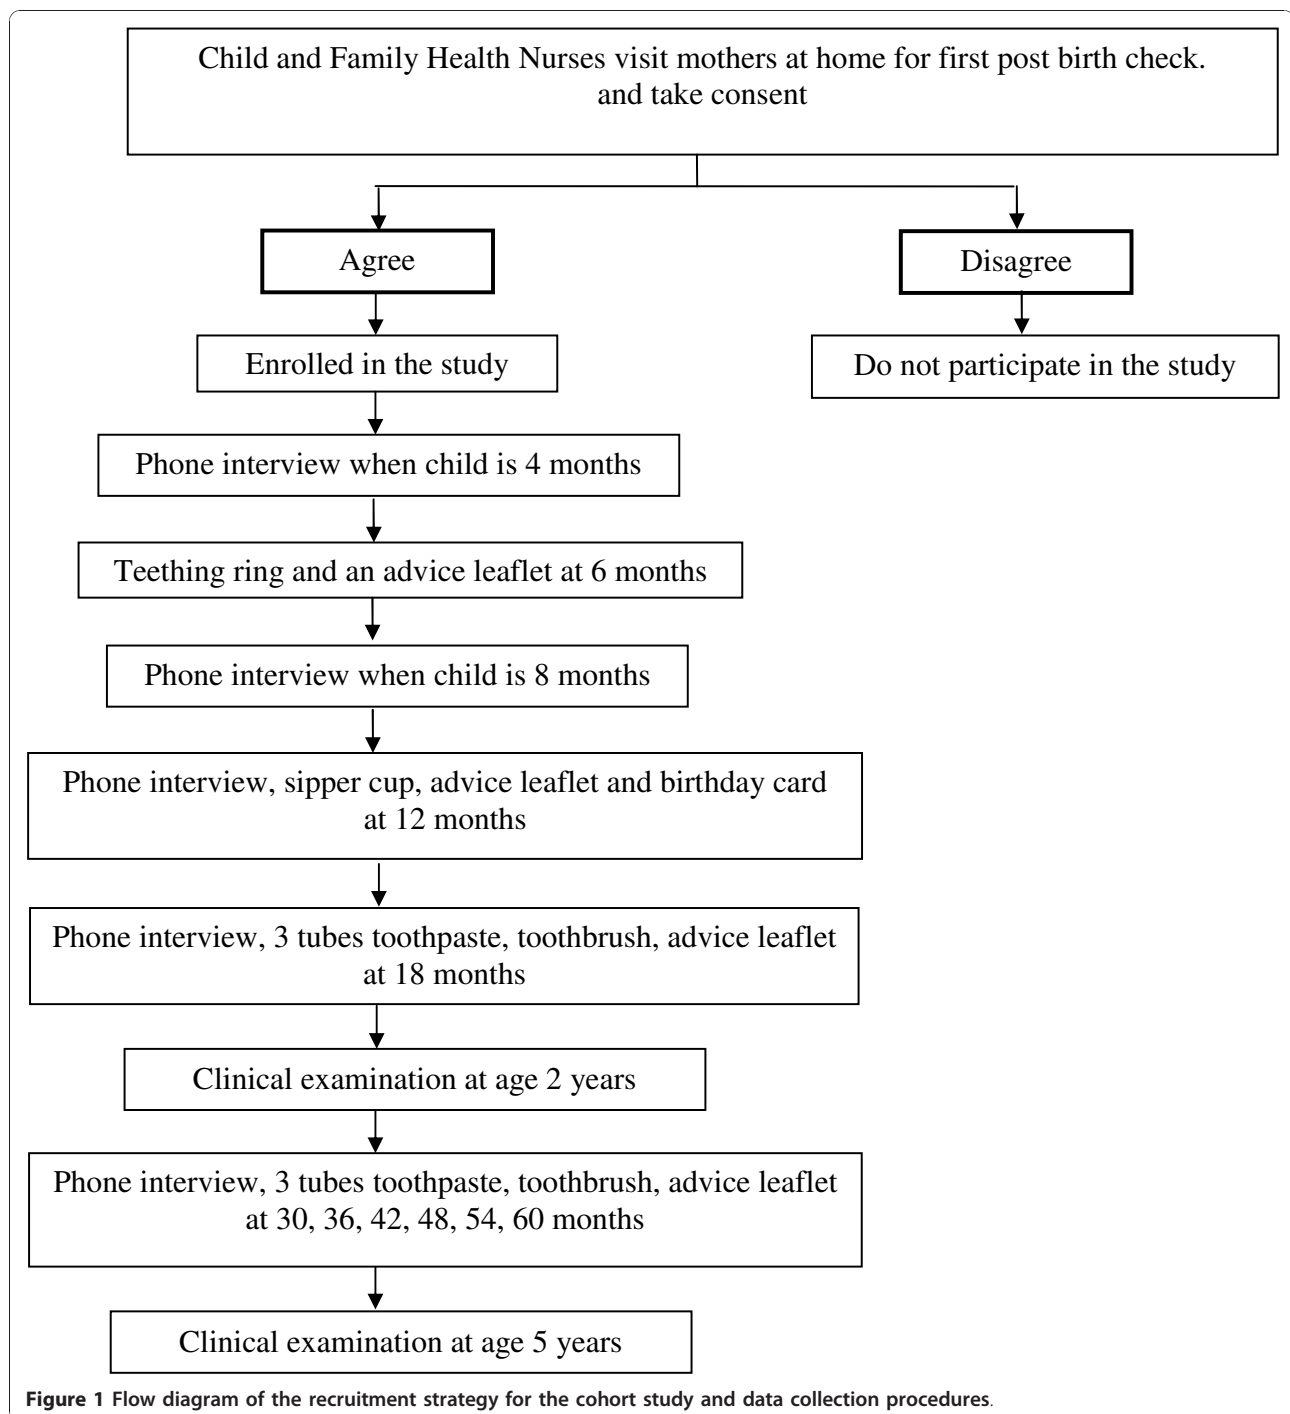 Child and Family Health Nurses visit mothers at home for first post birth check.
and take consent
Agree
Disagree
Enrolled in the study
Do not participate in the study
Phone interview when child is 4 months
Teething ring and an advice leaflet at 6 months
Phone interview when child is 8 months
Phone interview, sipper cup, advice leaflet and birthday card
at 12 months
Phone interview, 3 tubes toothpaste, toothbrush, advice leaflet
at 18 months
Clinical examination at age 2 years
Phone interview, 3 tubes toothpaste, toothbrush, advice leaflet
at 30, 36, 42, 48, 54, 60 months
Clinical examination at age 5 years
Figure 1 Flow diagram of the recruitment strategy for the cohort study and data collection procedures.